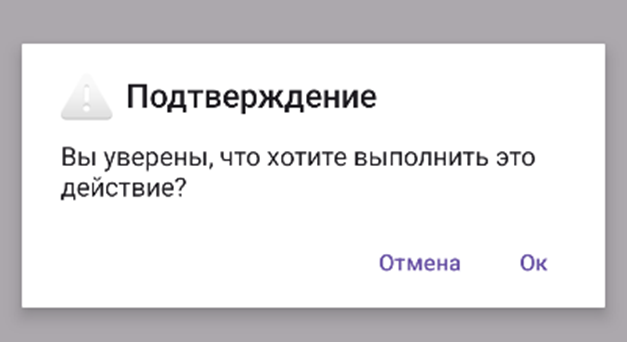 Подтверждение
Вы уверены, что хотите выполнить это
действие?
Отмена Ок